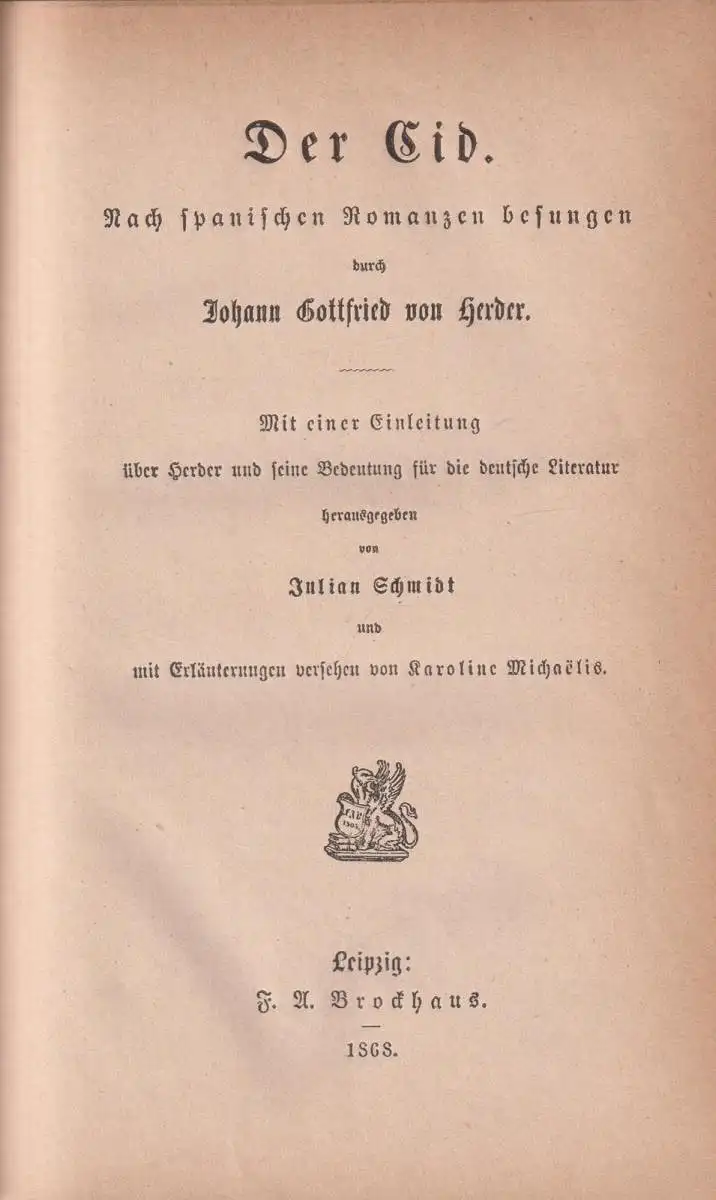 Der Cid.
Nach spanischen Romanzen besungen
durch
Johann Gottfried von Herder.
Mit einer Einleitung
über Herder und seine Bedeutung für die deutsche Literatur
herausgegeben
von
Julian Schmidt
und
mit Erläuterungen versehen von Karoline Michaëlis.
FAB
Leipzig:
F. A. Brockhaus.
1868.